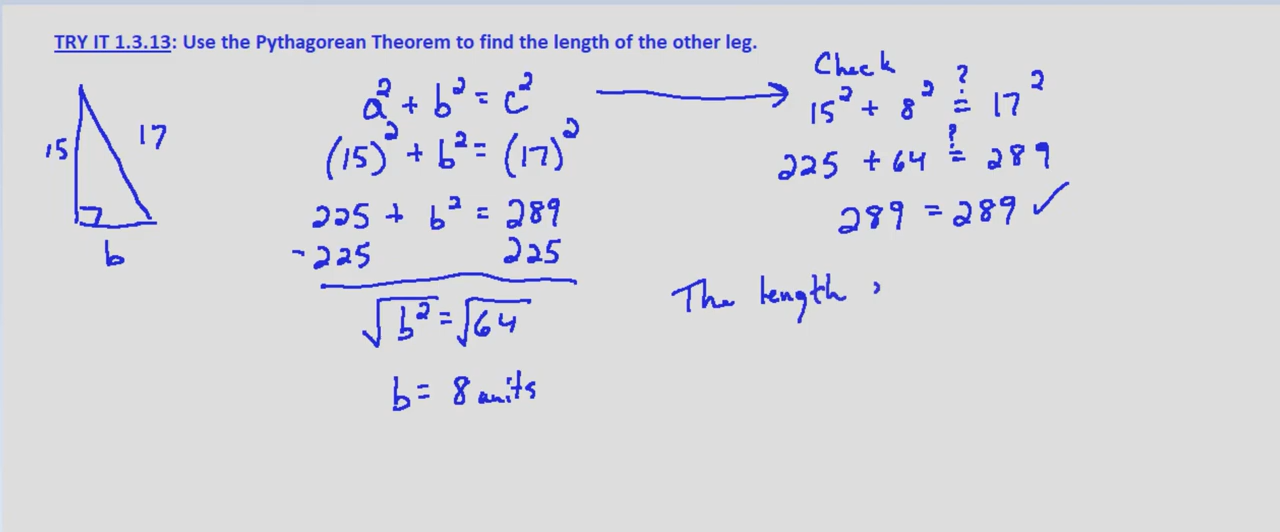 TRY IT 1.3.13: Use the Pythagorean Theorem to find the length of the other leg.
15
17
b
a² + b² = c²
(15)² + b² = (17)²
225 + b² = 289
-225 225
√b² = √64
b = 8 units
Check
15² + 8² ≟ 17²
225 + 64 ≟ 289
289 = 289 ✓
The length